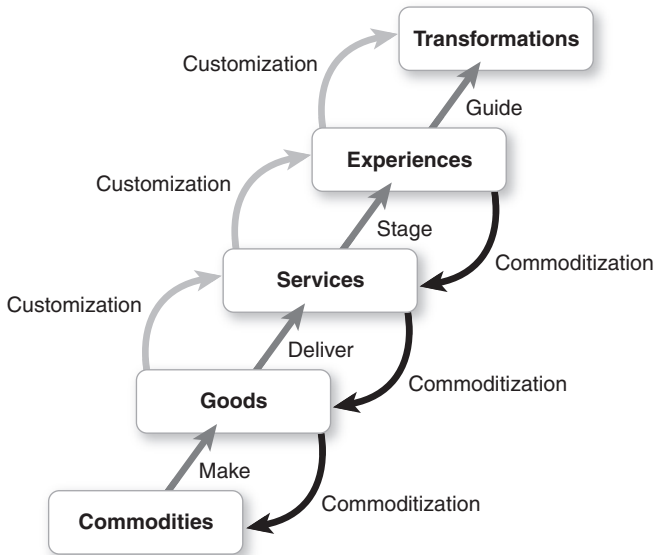 Transformations
Customization
Guide
Experiences
Customization
Stage
Commoditization
Services
Customization
Deliver
Commoditization
Goods
Make
Commoditization
Commodities